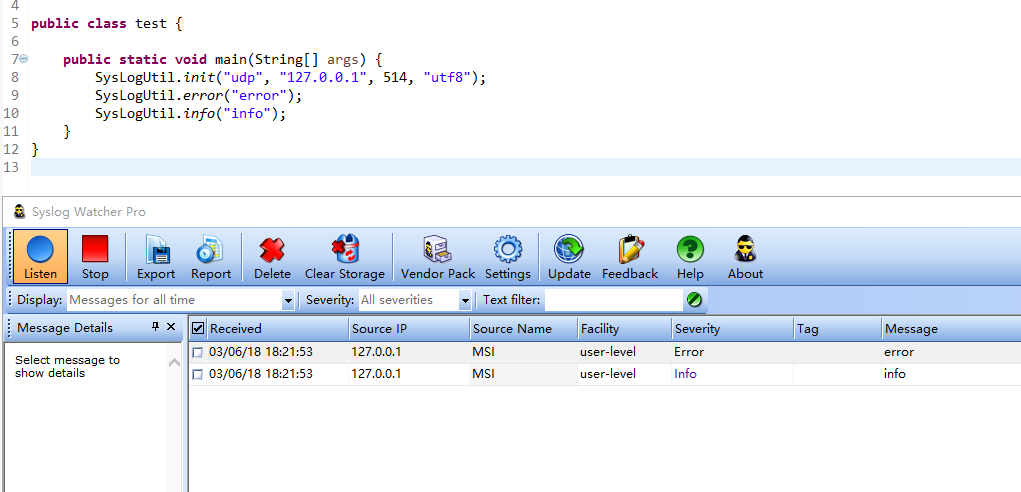 4
5 public class test {
6
7 public static void main(String[] args) {
8 SysLogUtil.init("udp", "127.0.0.1", 514, "utf8");
9 SysLogUtil.error("error");
10 SysLogUtil.info("info");
11 }
12 }
13
Syslog Watcher Pro
Listen Stop Export Report Delete Clear Storage Vendor Pack Settings Update Feedback Help About
Display: Messages for all time Severity: All severities Text filter:
Message Details Received Source IP Source Name Facility Severity Tag Message
03/06/18 18:21:53 127.0.0.1 MSI user-level Error error
Select message to
show details
03/06/18 18:21:53 127.0.0.1 MSI user-level Info info